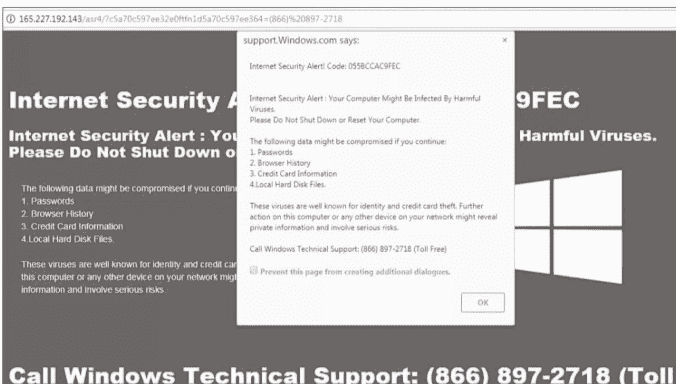 165.227.192.143/asr4/?c5a70c597ee32e0ftfn1d5a70c597ee364=(866)%20897-2718
support.Windows.com says:
×
Internet Security Alert! Code: 055BCCAC9FEC
Internet Security Alert : Your Computer Might Be Infected By Harmful
Viruses.
Please Do Not Shut Down or Reset Your Computer.
The following data might be compromised if you continue:
1. Passwords
2. Browser History
3. Credit Card Information
4.Local Hard Disk Files.
These viruses are well known for identity and credit card theft. Further
action on this computer or any other device on your network might reveal
private information and involve serious risks.
Call Windows Technical Support: (866) 897-2718 (Toll Free)
Prevent this page from creating additional dialogues.
OK
Internet Security A 9FEC
Internet Security Alert : You Harmful Viruses.
Please Do Not Shut Down o
The following data might be compromised if you contin
1. Passwords
2. Browser History
3. Credit Card Information
4.Local Hard Disk Files.
These viruses are well known for identity and credit car
this computer or any other device on your network migh
information and involve serious risks.
Call Windows Technical Support: (866) 897-2718 (Toll